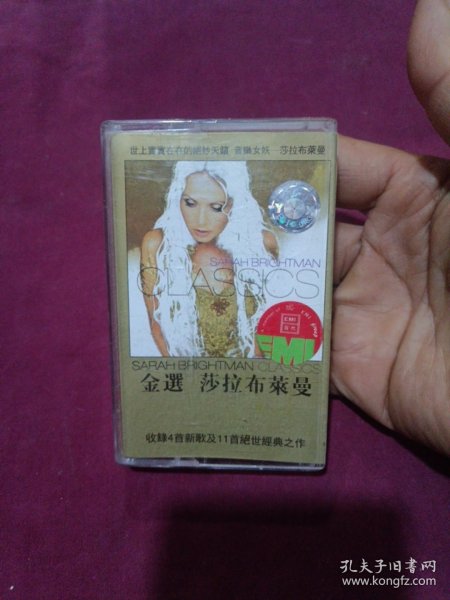 世上實實在在的絕妙天籟 音樂女妖 莎拉布萊曼
SARAH BRIGHTMAN
CLASSICS
EMI
EMI
SARAH BRIGHTMAN CLASSICS
金選 莎拉布萊曼
收錄4首新歌及11首絕世經典之作
孔夫子旧书网
www.kongfz.com